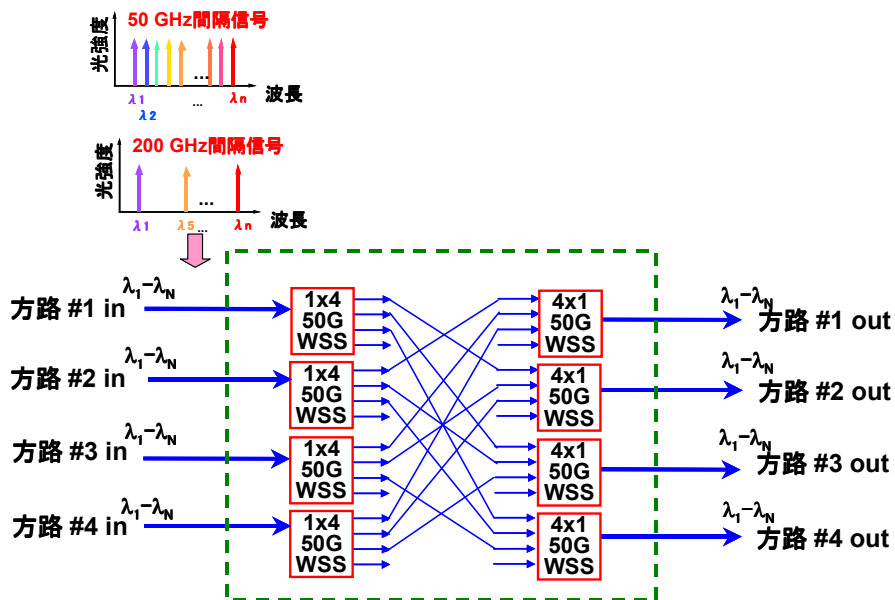 50 GHz間隔信号
光強度
...
λ1
...
λn
波長
λ2
200 GHz間隔信号
光強度
...
λ1
λ5...
λn
波長
方路 #1 in
λ1−λN
1x4
50G
WSS
4x1
50G
WSS
λ1−λN
方路 #1 out
方路 #2 in
λ1−λN
1x4
50G
WSS
4x1
50G
WSS
λ1−λN
方路 #2 out
方路 #3 in
λ1−λN
1x4
50G
WSS
4x1
50G
WSS
λ1−λN
方路 #3 out
方路 #4 in
λ1−λN
1x4
50G
WSS
4x1
50G
WSS
λ1−λN
方路 #4 out